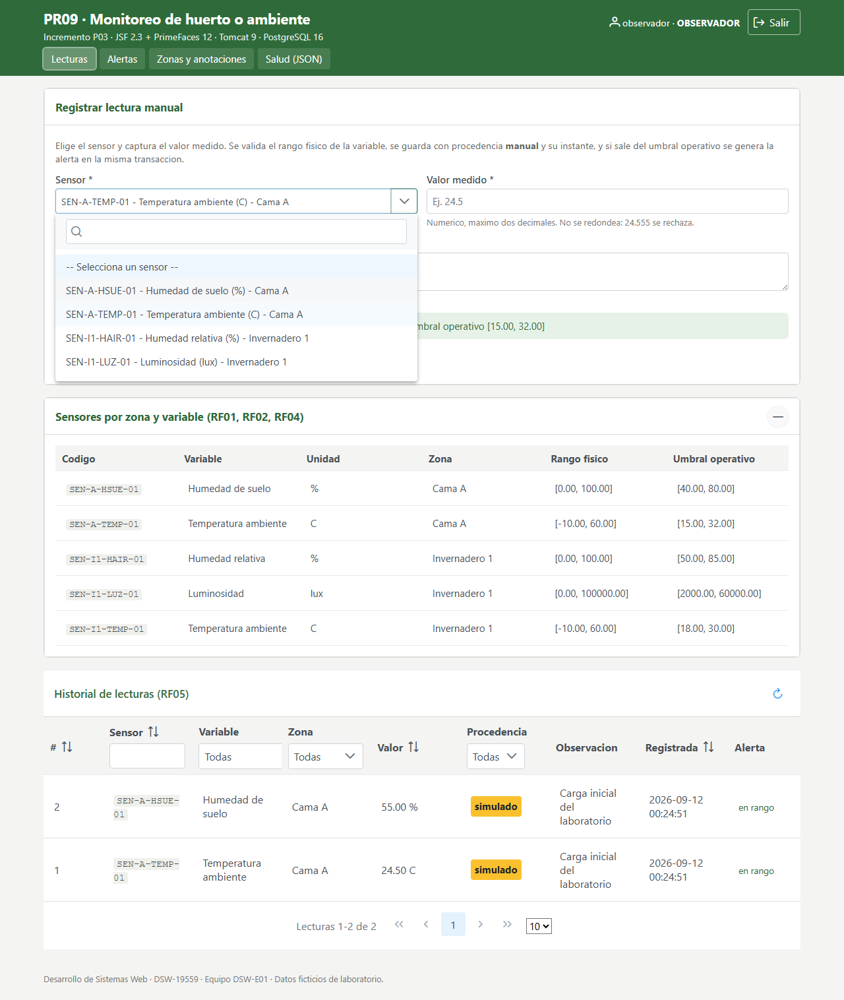 PR09 · Monitoreo de huerto o ambiente
Incremento P03 · JSF 2.3 + PrimeFaces 12 · Tomcat 9 · PostgreSQL 16
observador · OBSERVADOR
Salir
Lecturas
Alertas
Zonas y anotaciones
Salud (JSON)
Registrar lectura manual
Elige el sensor y captura el valor medido. Se valida el rango fisico de la variable, se guarda con procedencia manual y su instante, y si sale del umbral operativo se genera la
alerta en la misma transaccion.
Sensor *
Valor medido *
SEN-A-TEMP-01 - Temperatura ambiente (C) - Cama A
Ej. 24.5
Numerico, maximo dos decimales. No se redondea: 24.555 se rechaza.
-- Selecciona un sensor --
SEN-A-HSUE-01 - Humedad de suelo (%) - Cama A
SEN-A-TEMP-01 - Temperatura ambiente (C) - Cama A
SEN-I1-HAIR-01 - Humedad relativa (%) - Invernadero 1
SEN-I1-LUZ-01 - Luminosidad (lux) - Invernadero 1
mbral operativo [15.00, 32.00]
Sensores por zona y variable (RF01, RF02, RF04)
Codigo Variable Unidad Zona Rango fisico Umbral operativo
SEN-A-HSUE-01 Humedad de suelo % Cama A [0.00, 100.00] [40.00, 80.00]
SEN-A-TEMP-01 Temperatura ambiente C Cama A [-10.00, 60.00] [15.00, 32.00]
SEN-I1-HAIR-01 Humedad relativa % Invernadero 1 [0.00, 100.00] [50.00, 85.00]
SEN-I1-LUZ-01 Luminosidad lux Invernadero 1 [0.00, 100000.00] [2000.00, 60000.00]
SEN-I1-TEMP-01 Temperatura ambiente C Invernadero 1 [-10.00, 60.00] [18.00, 30.00]
Historial de lecturas (RF05)
# Sensor Variable Zona Valor Procedencia Observacion Registrada Alerta
Todas Todas Todas
2
SEN-A-HSUE-
01
Humedad de
suelo
Cama A
55.00 %
simulado
Carga inicial
del
laboratorio
2026-09-12
00:24:51
en rango
1
SEN-A-TEMP-
01
Temperatura
ambiente
Cama A
24.50 C
simulado
Carga inicial
del
laboratorio
2026-09-12
00:24:51
en rango
Lecturas 1-2 de 2
1
10
Desarrollo de Sistemas Web · DSW-19559 · Equipo DSW-E01 · Datos ficticios de laboratorio.